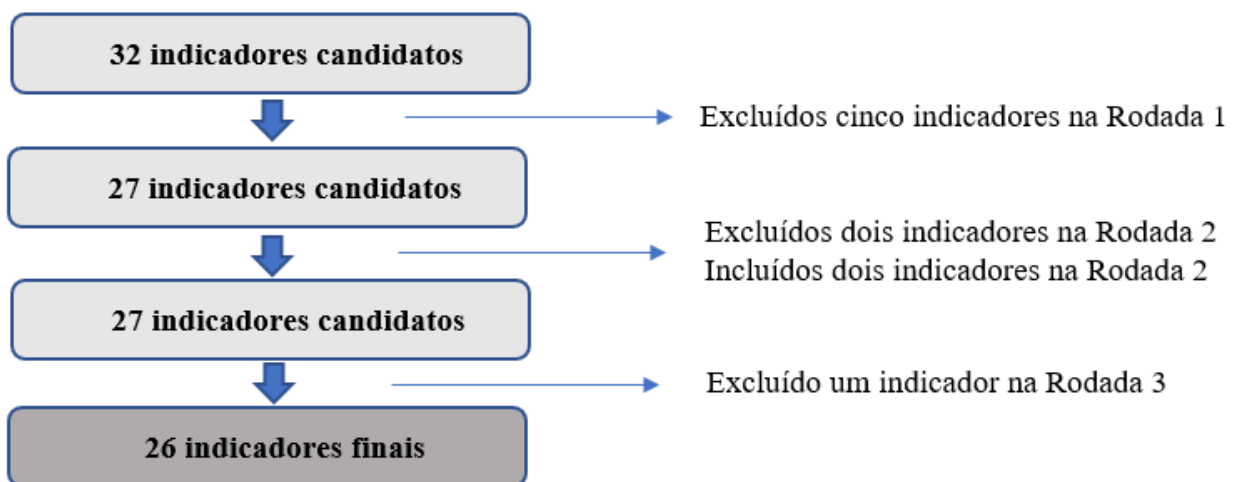 32 indicadores candidatos
Excluídos cinco indicadores na Rodada 1
27 indicadores candidatos
Excluídos dois indicadores na Rodada 2
Incluídos dois indicadores na Rodada 2
27 indicadores candidatos
Excluído um indicador na Rodada 3
26 indicadores finais